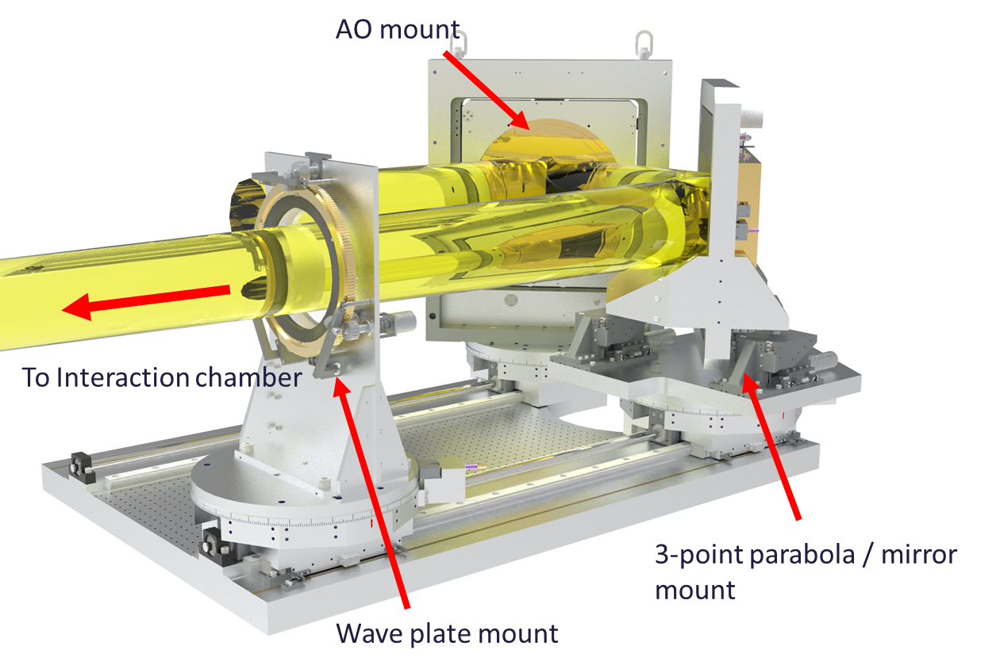 AO mount
To Interaction chamber
3-point parabola / mirror
mount
Wave plate mount